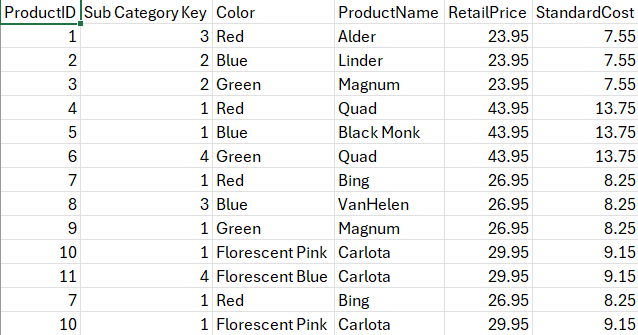 ProductID Sub Category Key Color ProductName RetailPrice StandardCost
1 3 Red Alder 23.95 7.55
2 2 Blue Linder 23.95 7.55
3 2 Green Magnum 23.95 7.55
4 1 Red Quad 43.95 13.75
5 1 Blue Black Monk 43.95 13.75
6 4 Green Quad 43.95 13.75
7 1 Red Bing 26.95 8.25
8 3 Blue VanHelen 26.95 8.25
9 1 Green Magnum 26.95 8.25
10 1 Florescent Pink Carlota 29.95 9.15
11 4 Florescent Blue Carlota 29.95 9.15
7 1 Red Bing 26.95 8.25
10 1 Florescent Pink Carlota 29.95 9.15